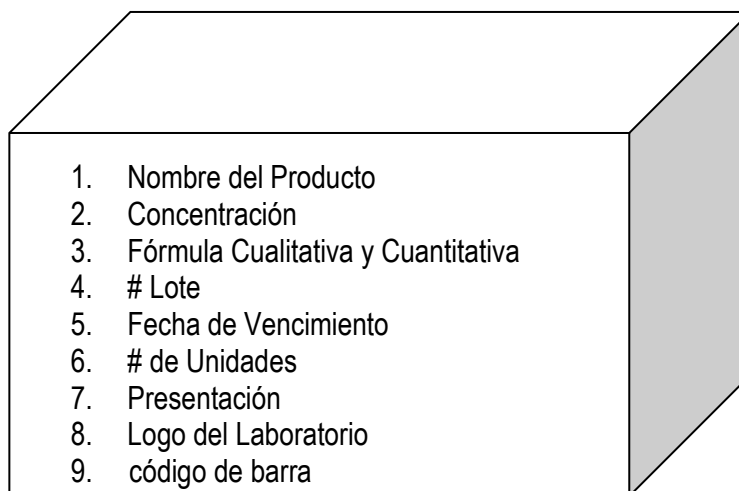 1. Nombre del Producto
2. Concentración
3. Fórmula Cualitativa y Cuantitativa
4. # Lote
5. Fecha de Vencimiento
6. # de Unidades
7. Presentación
8. Logo del Laboratorio
9. código de barra